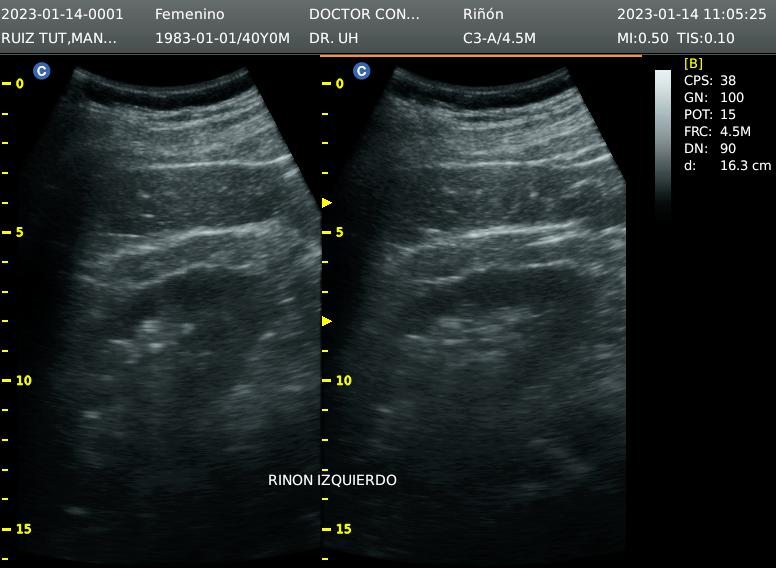 2023-01-14-0001 Femenino DOCTOR CON... Riñón 2023-01-14 11:05:25
RUIZ TUT,MAN... 1983-01-01/40Y0M DR. UH C3-A/4.5M MI:0.50 TIS:0.10
C C
[B]
CPS: 38
GN: 100
POT: 15
FRC: 4.5M
DN: 90
d: 16.3 cm
0 0
5 5
10 10
RINON IZQUIERDO
15 15